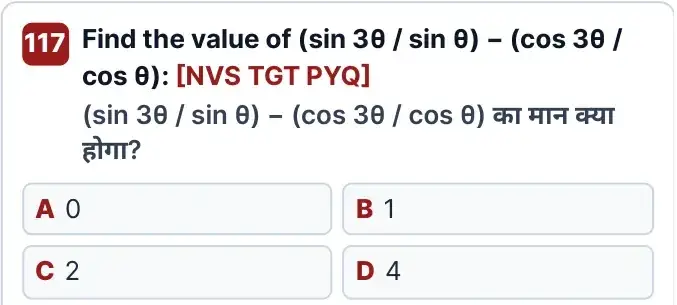 117 Find the value of (sin 3θ / sin θ) – (cos 3θ /
cos θ): [NVS TGT PYQ]
(sin 3θ / sin θ) – (cos 3θ / cos θ) का मान क्या
होगा?
A 0
B 1
C 2
D 4